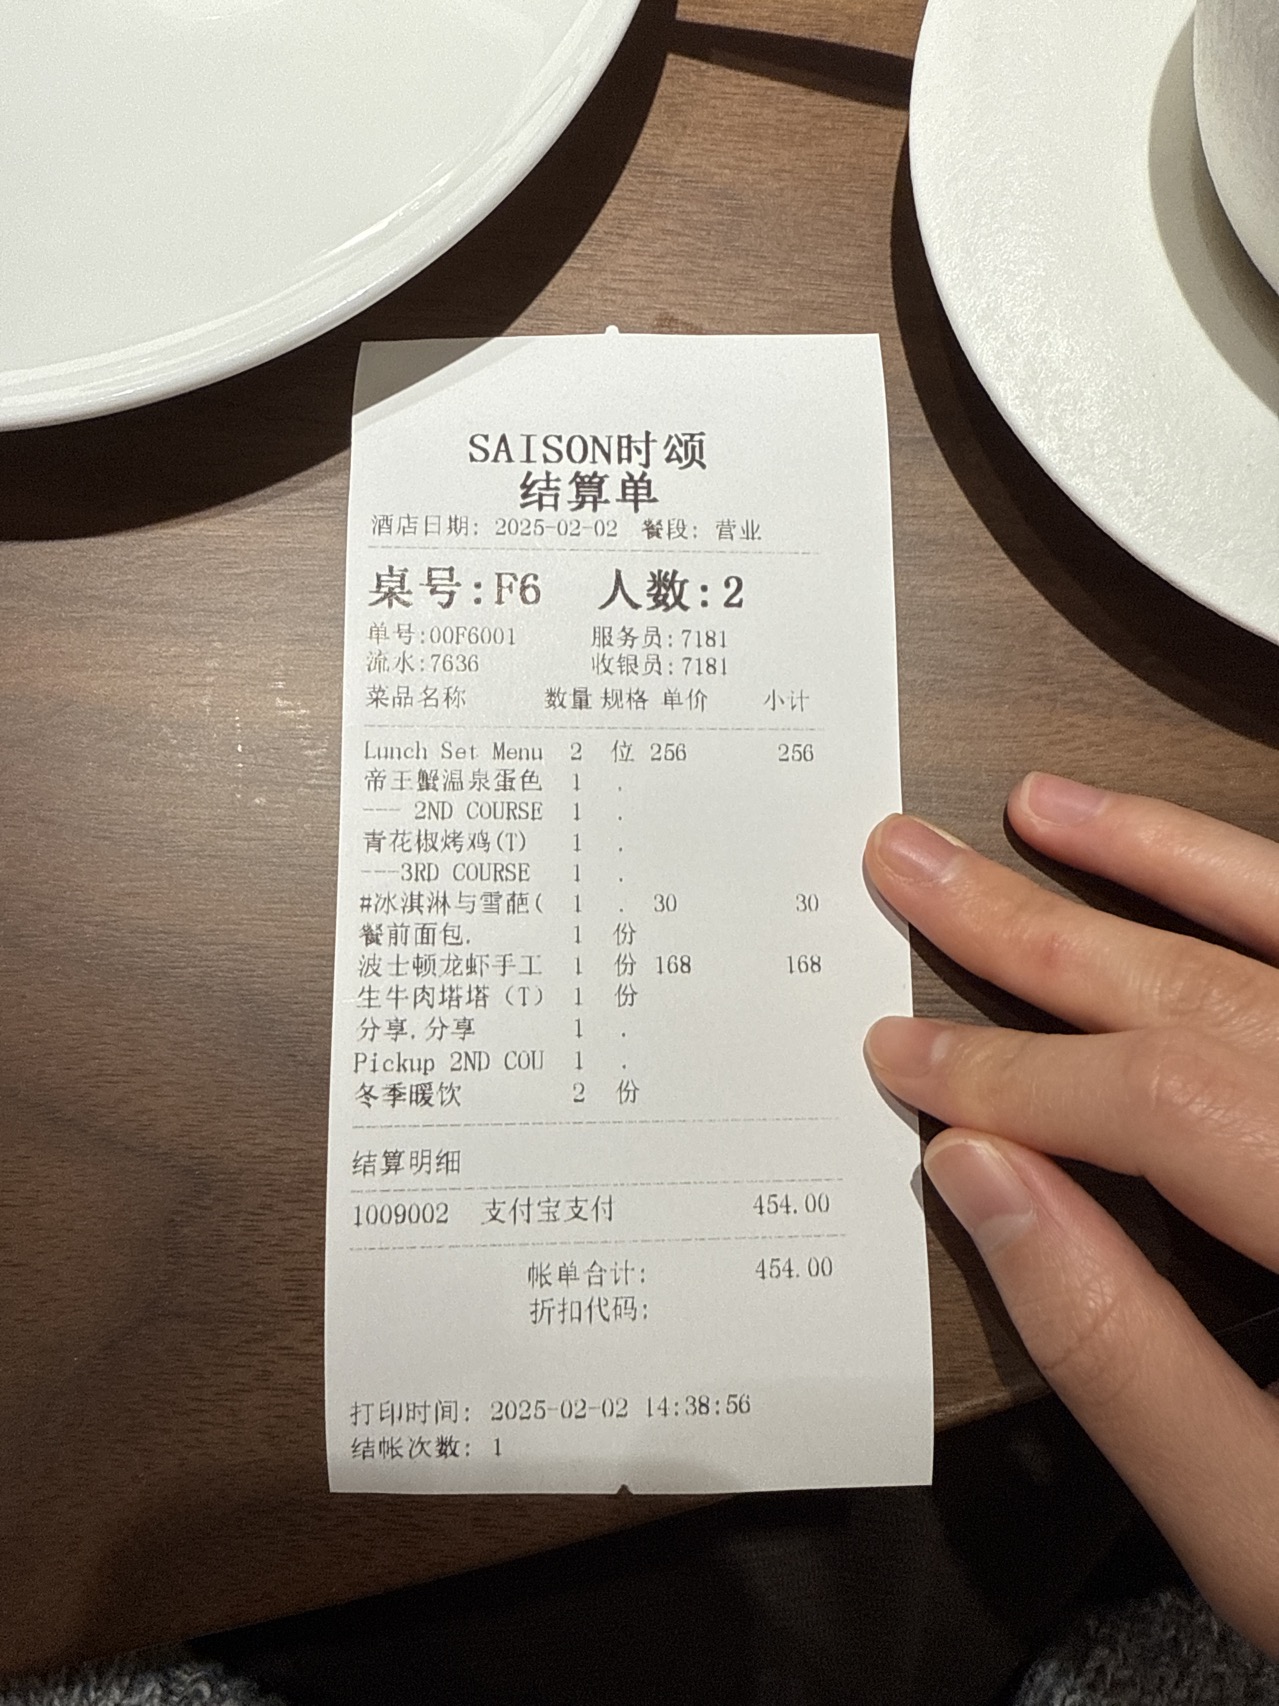 SAISON时颂
结算单
酒店日期: 2025-02-02 餐段: 营业
桌号:F6 人数:2
单号:00F6001 服务员:7181
流水:7636 收银员:7181
菜品名称 数量 规格 单价 小计
Lunch Set Menu 2 位 256 256
帝王蟹温泉蛋色 1 .
--- 2ND COURSE 1 .
青花椒烤鸡(T) 1 .
---3RD COURSE 1 .
#冰淇淋与雪葩( 1 . 30 30
餐前面包. 1 份
波士顿龙虾手工 1 份 168 168
生牛肉塔塔（T） 1 份
分享.分享 1 .
Pickup 2ND COU 1 .
冬季暖饮 2 份
结算明细
1009002 支付宝支付 454.00
帐单合计: 454.00
折扣代码:
打印时间: 2025-02-02 14:38:56
结帐次数: 1